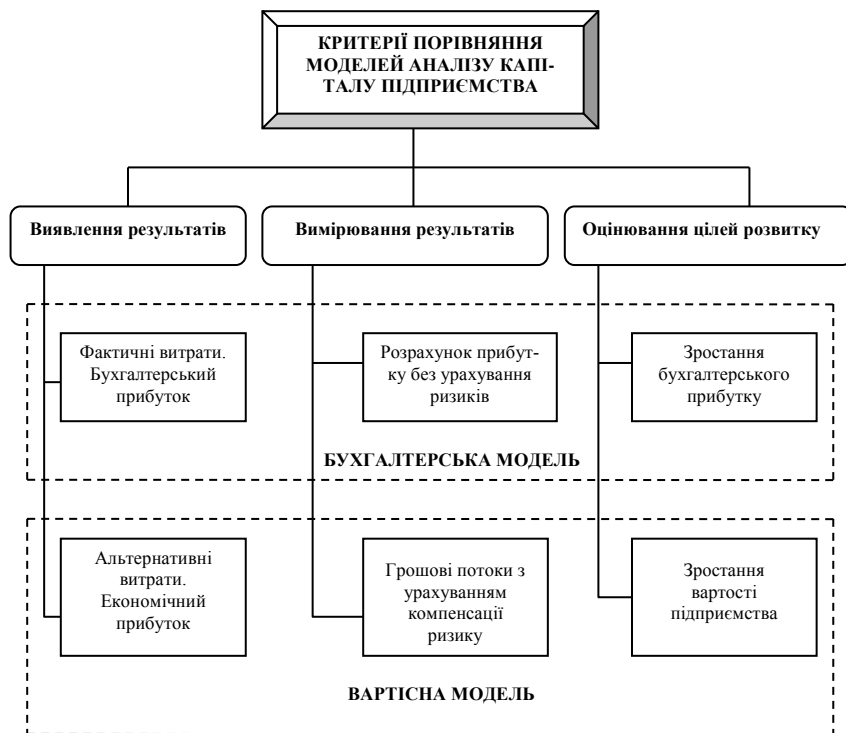 КРИТЕРІЇ ПОРІВНЯННЯ
МОДЕЛЕЙ АНАЛІЗУ КАПІ-
ТАЛУ ПІДПРИЄМСТВА
Виявлення результатів
Вимірювання результатів
Оцінювання цілей розвитку
Фактичні витрати.
Бухгалтерський
прибуток
Розрахунок прибут-
ку без урахування
ризиків
Зростання
бухгалтерського
прибутку
БУХГАЛТЕРСЬКА МОДЕЛЬ
Альтернативні
витрати.
Економічний
прибуток
Грошові потоки з
урахуванням
компенсації
ризику
Зростання
вартості
підприємства
ВАРТІСНА МОДЕЛЬ